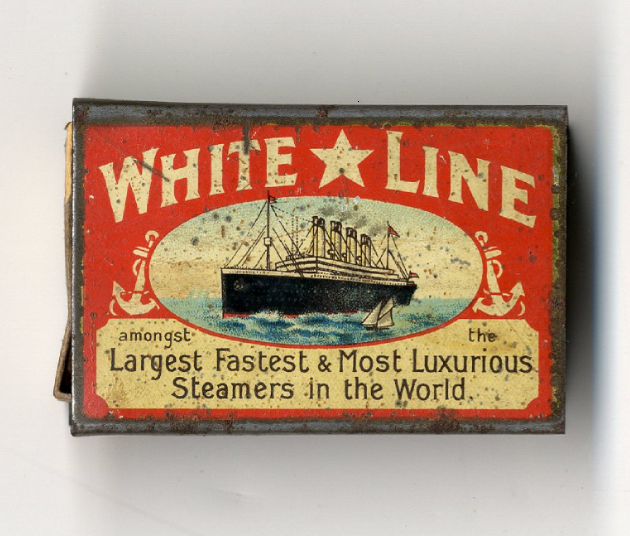 WHITE ★ LINE
amongst the
Largest Fastest & Most Luxurious
Steamers in the World